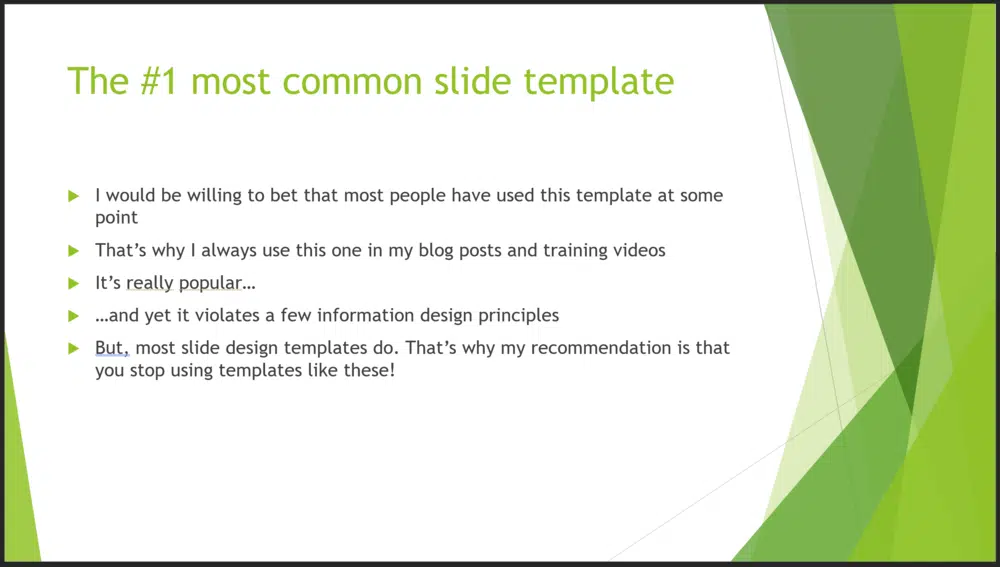 The #1 most common slide template
I would be willing to bet that most people have used this template at some
point
That’s why I always use this one in my blog posts and training videos
It’s really popular…
…and yet it violates a few information design principles
But, most slide design templates do. That’s why my recommendation is that
you stop using templates like these!